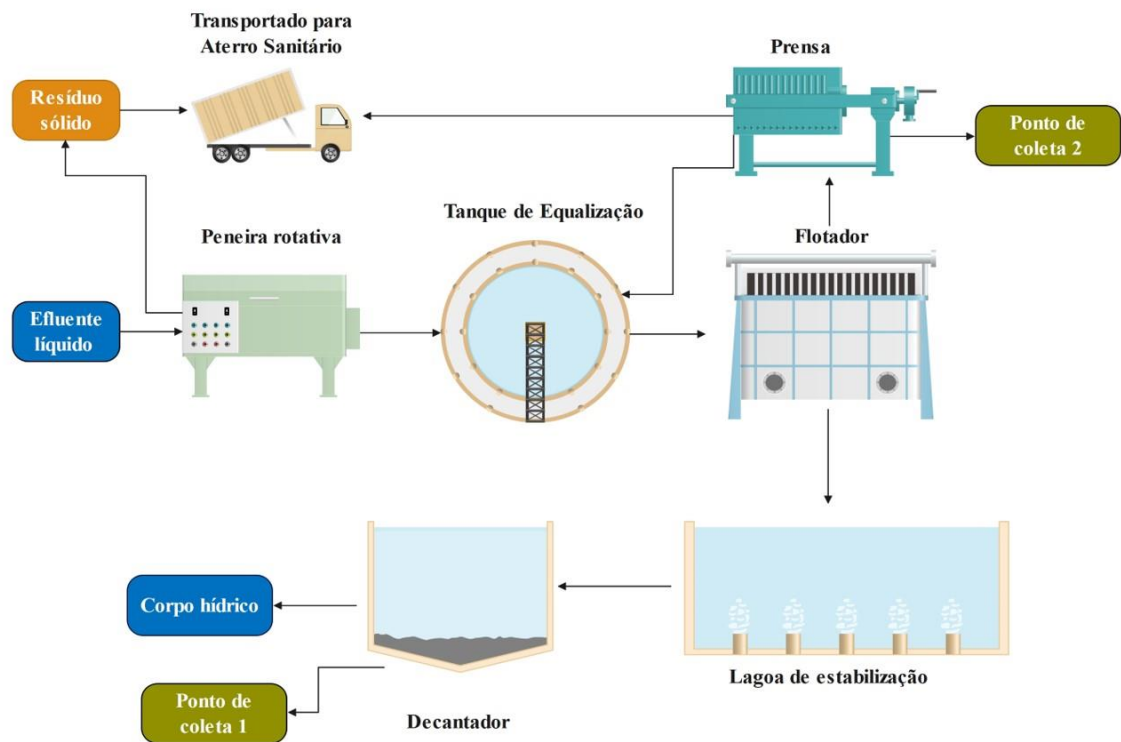 Transportado para
Aterro Sanitário
Prensa
Resíduo
sólido
Ponto de
coleta 2
Tanque de Equalização
Peneira rotativa
Flotador
Efluente
líquido
Corpo hídrico
Lagoa de estabilização
Ponto de
coleta 1
Decantador